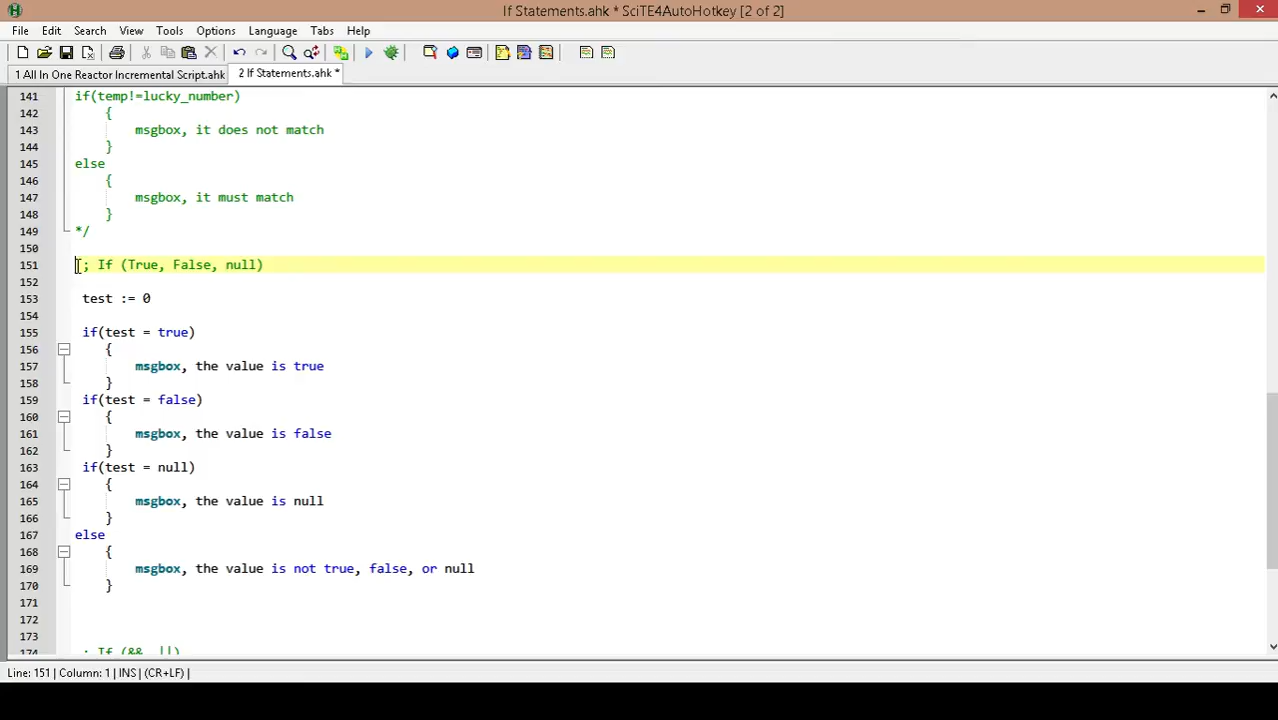 If Statements.ahk * SciTE4AutoHotkey [2 of 2]
File Edit Search View Tools Options Language Tabs Help
1 All In One Reactor Incremental Script.ahk 2 If Statements.ahk *
141 if(temp!=lucky_number)
142 {
143 msgbox, it does not match
144 }
145 else
146 {
147 msgbox, it must match
148 }
149 */
150
151 ; If (True, False, null)
152
153 test := 0
154
155 if(test = true)
156 {
157 msgbox, the value is true
158 }
159 if(test = false)
160 {
161 msgbox, the value is false
162 }
163 if(test = null)
164 {
165 msgbox, the value is null
166 }
167 else
168 {
169 msgbox, the value is not true, false, or null
170 }
171
172
173
174 ; If (&& ||)
Line: 151 | Column: 1 | INS | (CR+LF) |